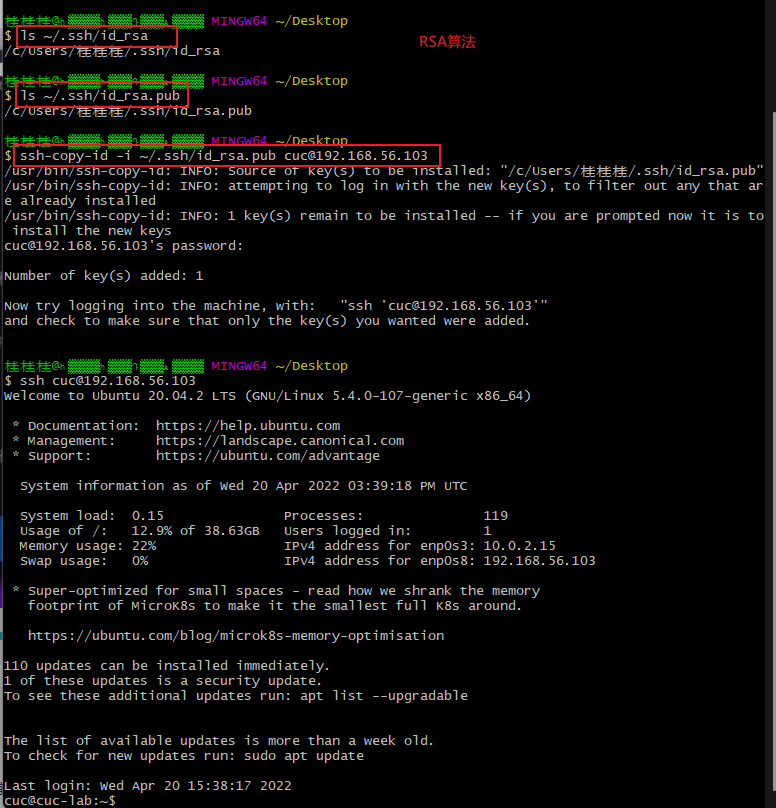 桂桂桂@ MINGW64 ~/Desktop
$ ls ~/.ssh/id_rsa
RSA算法
/c/Users/桂桂桂/.ssh/id_rsa
桂桂桂@ MINGW64 ~/Desktop
$ ls ~/.ssh/id_rsa.pub
/c/Users/桂桂桂/.ssh/id_rsa.pub
桂桂桂@ MINGW64 ~/Desktop
$ ssh-copy-id -i ~/.ssh/id_rsa.pub cuc@192.168.56.103
/usr/bin/ssh-copy-id: INFO: Source of key(s) to be installed: "/c/Users/桂桂桂/.ssh/id_rsa.pub"
/usr/bin/ssh-copy-id: INFO: attempting to log in with the new key(s), to filter out any that ar
e already installed
/usr/bin/ssh-copy-id: INFO: 1 key(s) remain to be installed -- if you are prompted now it is to
 install the new keys
cuc@192.168.56.103's password:
Number of key(s) added: 1
Now try logging into the machine, with:   "ssh 'cuc@192.168.56.103'"
and check to make sure that only the key(s) you wanted were added.
桂桂桂@ MINGW64 ~/Desktop
$ ssh cuc@192.168.56.103
Welcome to Ubuntu 20.04.2 LTS (GNU/Linux 5.4.0-107-generic x86_64)
 * Documentation:  https://help.ubuntu.com
 * Management:     https://landscape.canonical.com
 * Support:        https://ubuntu.com/advantage
  System information as of Wed 20 Apr 2022 03:39:18 PM UTC
  System load:  0.15               Processes:               119
  Usage of /:   12.9% of 38.63GB   Users logged in:         1
  Memory usage: 22%                IPv4 address for enp0s3: 10.0.2.15
  Swap usage:   0%                 IPv4 address for enp0s8: 192.168.56.103
 * Super-optimized for small spaces - read how we shrank the memory
   footprint of MicroK8s to make it the smallest full K8s around.
   https://ubuntu.com/blog/microk8s-memory-optimisation
110 updates can be installed immediately.
1 of these updates is a security update.
To see these additional updates run: apt list --upgradable
The list of available updates is more than a week old.
To check for new updates run: sudo apt update
Last login: Wed Apr 20 15:38:17 2022
cuc@cuc-lab:~$